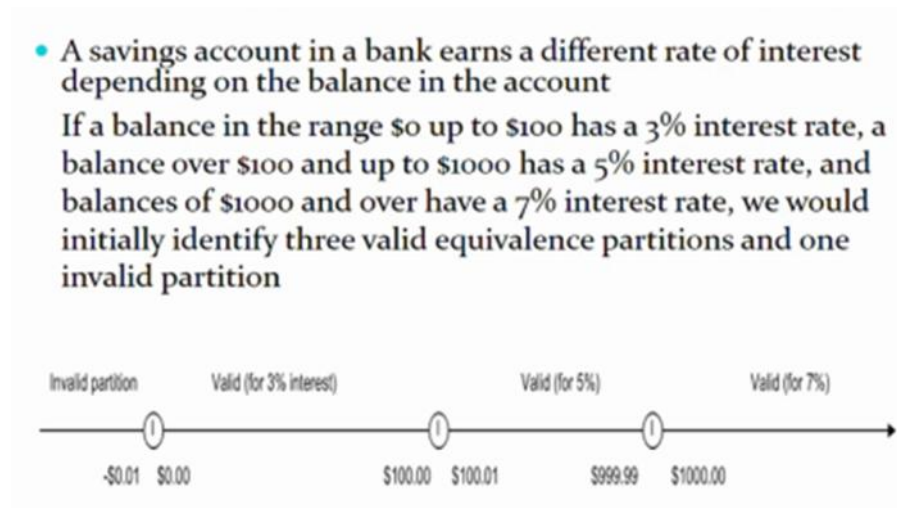 • A savings account in a bank earns a different rate of interest
depending on the balance in the account
If a balance in the range $0 up to $100 has a 3% interest rate, a
balance over $100 and up to $1000 has a 5% interest rate, and
balances of $1000 and over have a 7% interest rate, we would
initially identify three valid equivalence partitions and one
invalid partition
Invalid partition Valid (for 3% interest) Valid (for 5%) Valid (for 7%)
-$0.01 $0.00 $100.00 $100.01 $999.99 $1000.00